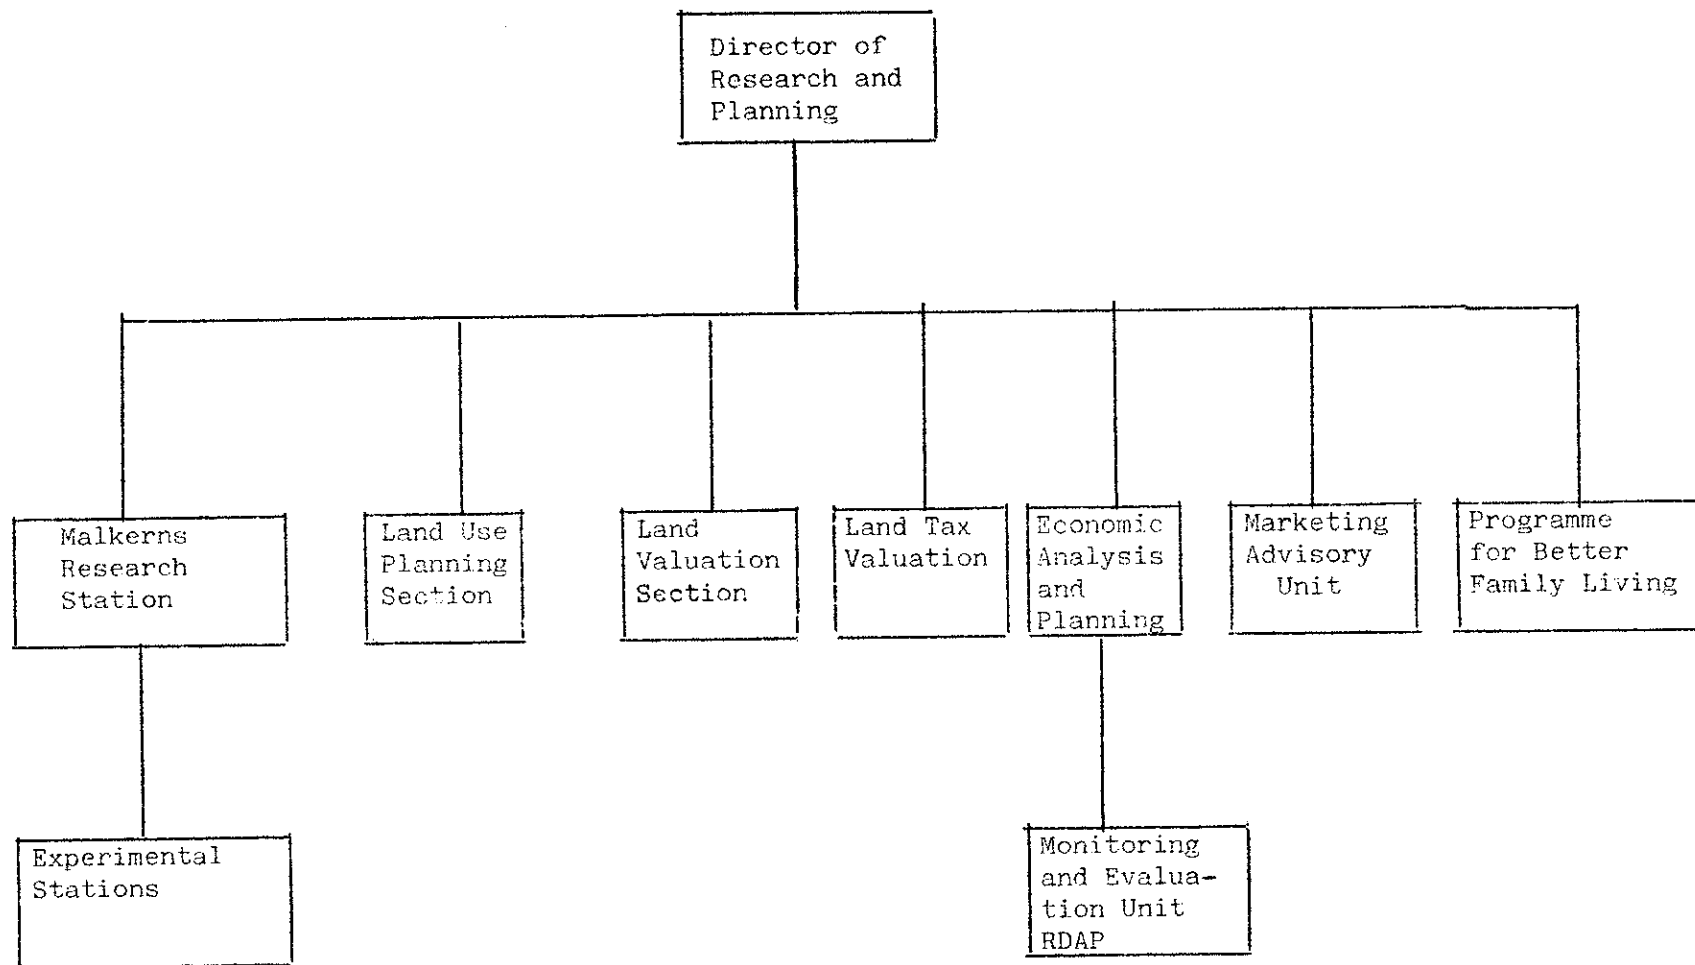 Director of
Research and
Planning
Malkerns
Research
Station
Land Use
Planning
Section
Land
Valuation
Section
Land Tax
Valuation
Economic
Analysis
and
Planning
Marketing
Advisory
Unit
Programme
for Better
Family Living
Experimental
Stations
Monitoring
and Evalua-
tion Unit
RDAP